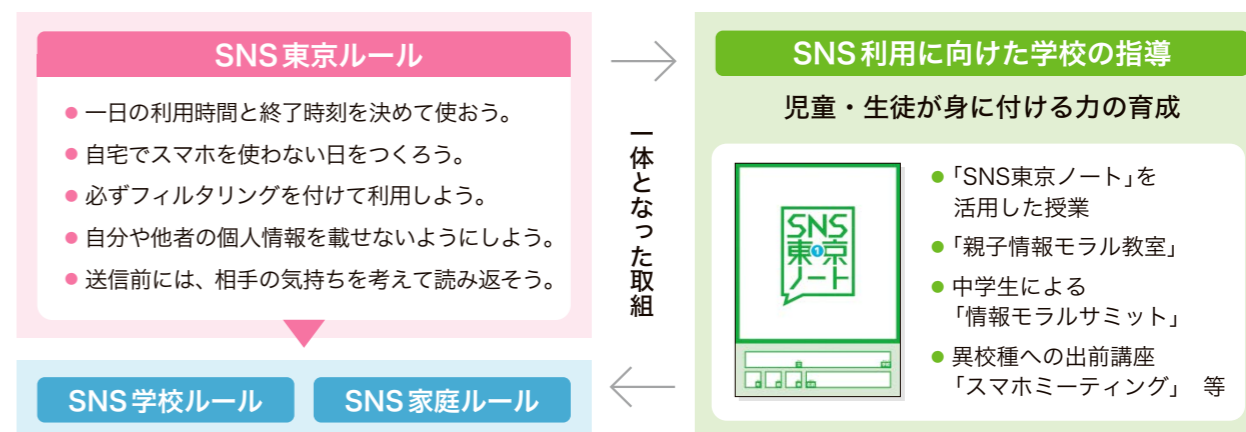 SNS東京ルール
● 一日の利用時間と終了時刻を決めて使おう。
● 自宅でスマホを使わない日をつくろう。
● 必ずフィルタリングを付けて利用しよう。
● 自分や他者の個人情報を載せないようにしよう。
● 送信前には、相手の気持ちを考えて読み返そう。
SNS学校ルール
SNS家庭ルール
一体となった取組
SNS利用に向けた学校の指導
児童・生徒が身に付ける力の育成
SNS
東①京
ノート
● 「SNS東京ノート」を
活用した授業
● 「親子情報モラル教室」
● 中学生による
「情報モラルサミット」
● 異校種への出前講座
「スマホミーティング」 等